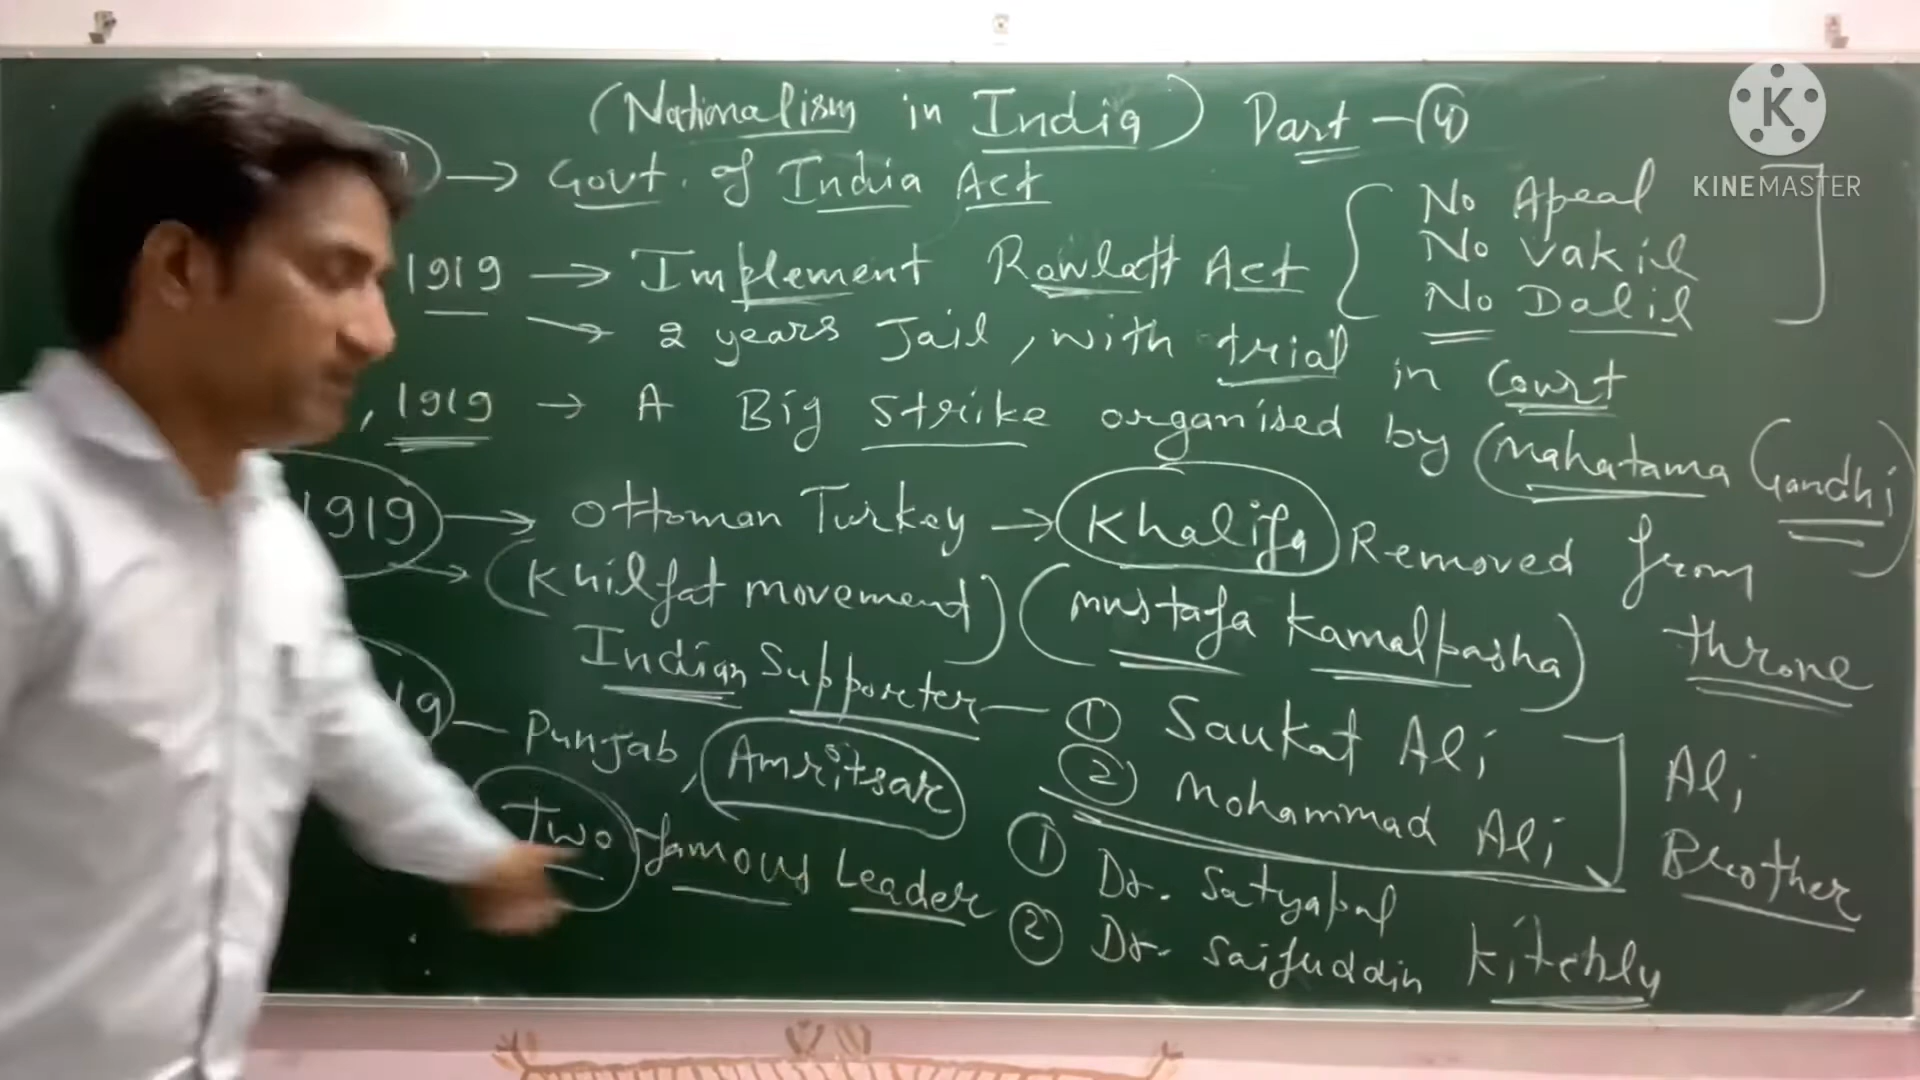 (Nationalism in India) Part - (4)
→ Govt. of India Act
1919 → Implement Rowlatt Act { No Apeal
No Vakil
No Dalil ]
→ 2 years Jail, with trial in Court
, 1919 → A Big Strike organised by (Mahatama Gandhi)
1919 → Ottoman Turkey → Khalifa Removed from throne
→ (Khilfat movement) (Mustafa Kamalpasha)
Indian Supporter — ① Saukat Ali
② Mohammad Ali ] Ali Brother
19 — Punjab, Amritsar
Two famous Leader ① Dr. Satyapal
② Dr. Saifuddin Kitchly
K
KINEMASTER